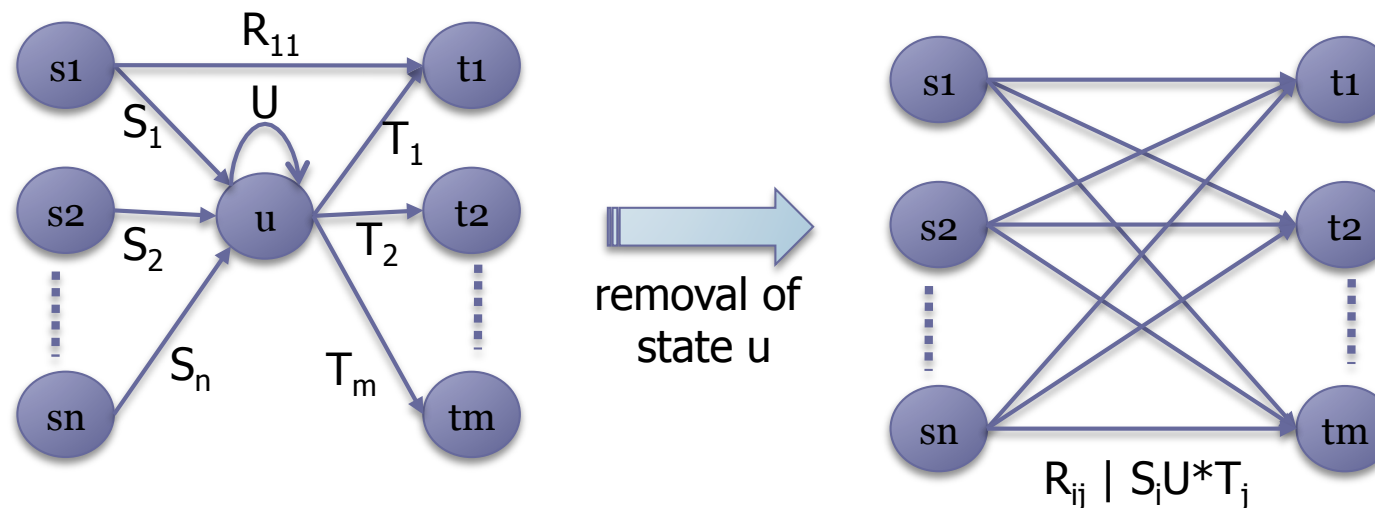 R₁₁
s1
t1
U
S₁
T₁
s2
u
t2
S₂
T₂
Sₙ
Tₘ
sn
tm
removal of
state u
s1
t1
s2
t2
sn
tm
Rᵢⱼ | SᵢU*Tⱼ